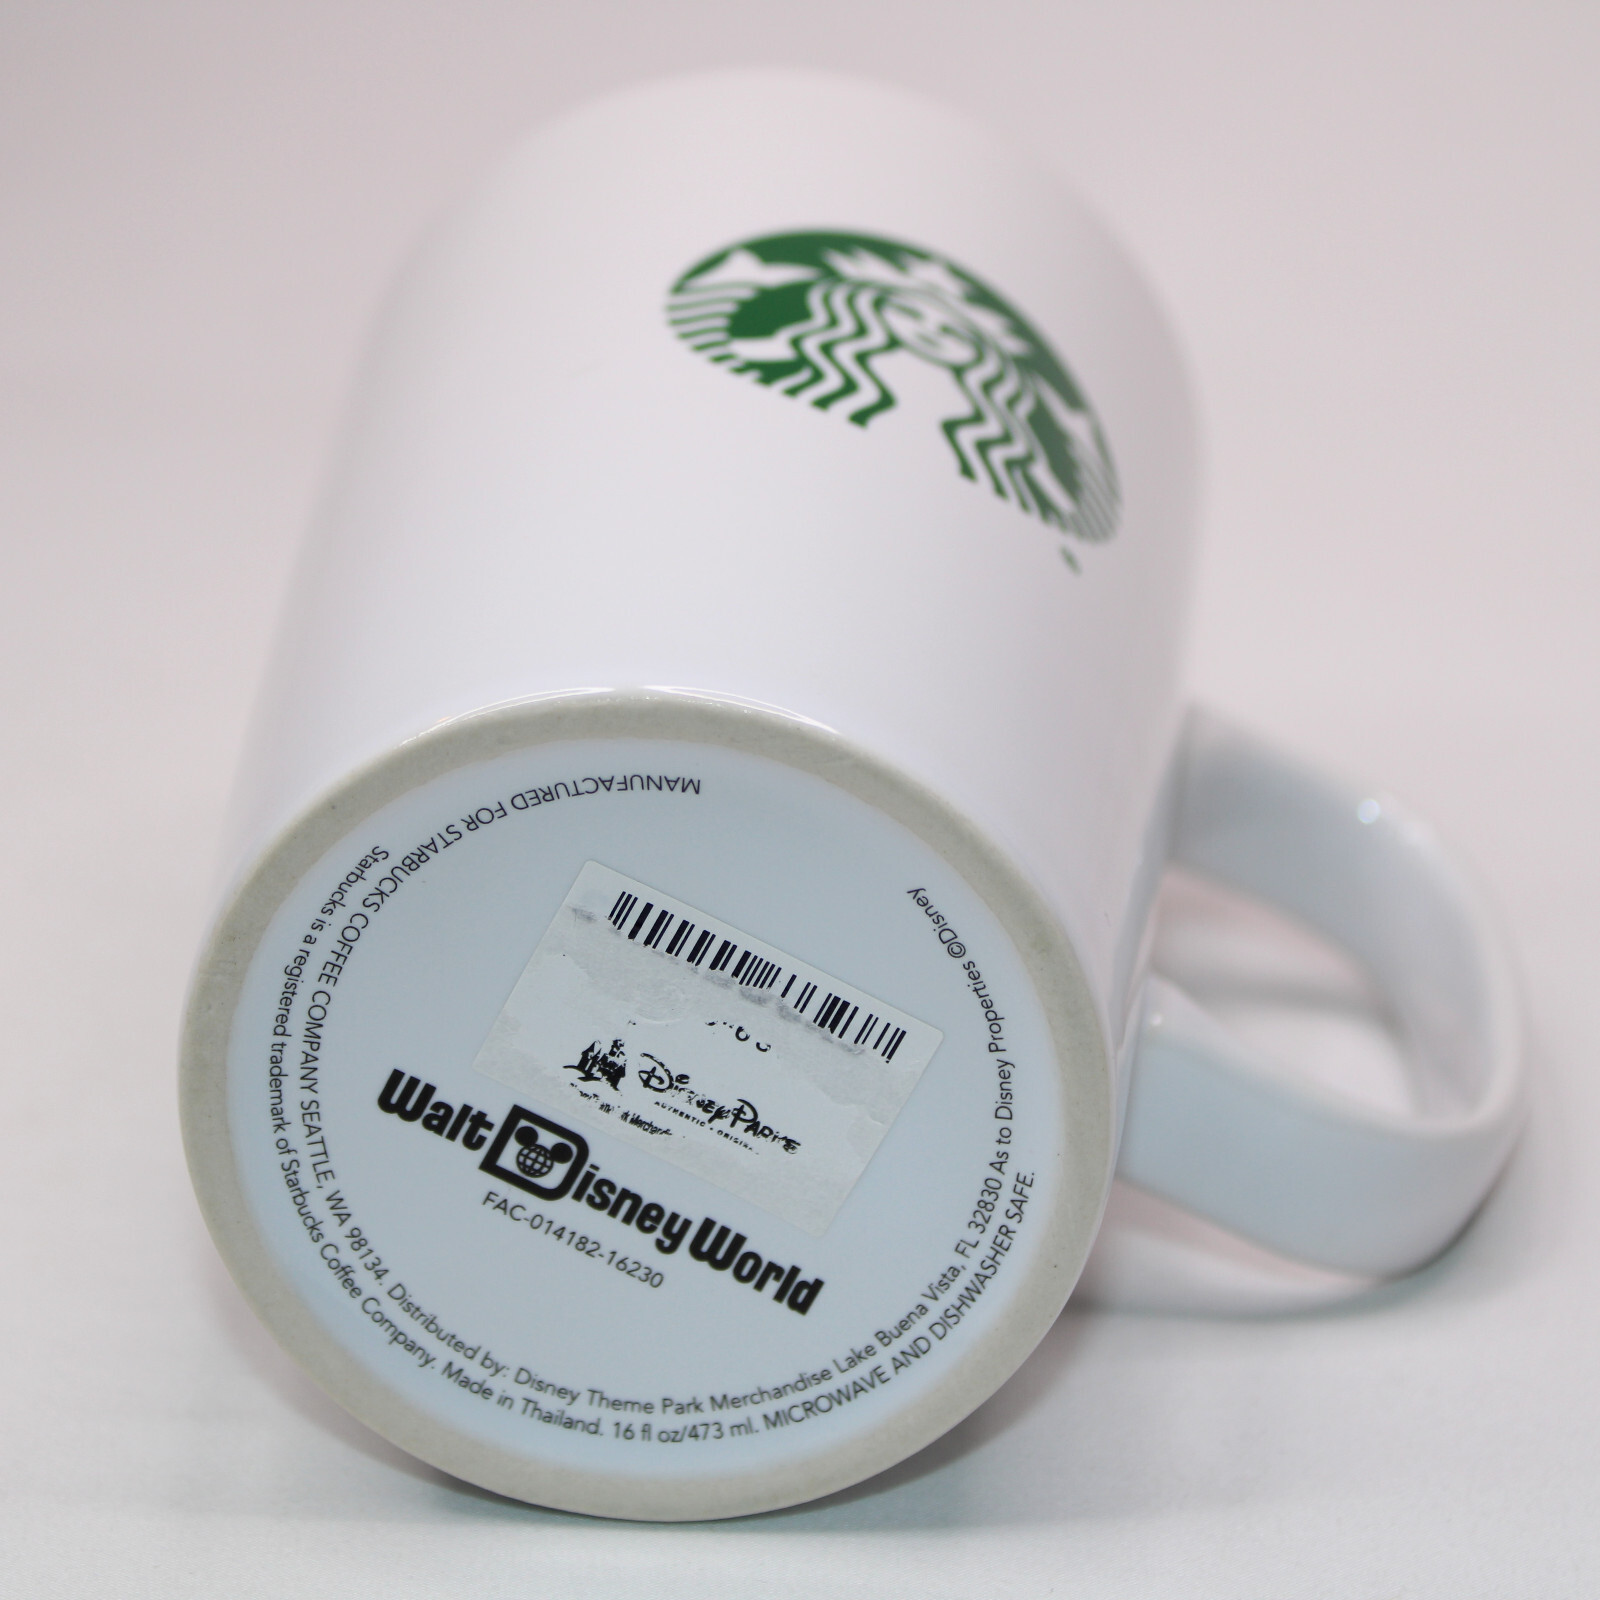 MANUFACTURED FOR STARBUCKS COFFEE COMPANY SEATTLE, WA 98134. Distributed by: Disney Theme Park Merchandise Lake Buena Vista, FL 32830 As to Disney Properties ©Disney
Starbucks is a registered trademark of Starbucks Coffee Company. Made in Thailand. 16 fl oz/473 ml. MICROWAVE AND DISHWASHER SAFE.
Disney Parks
AUTHENTIC
Walt Disney World
FAC-014182-16230